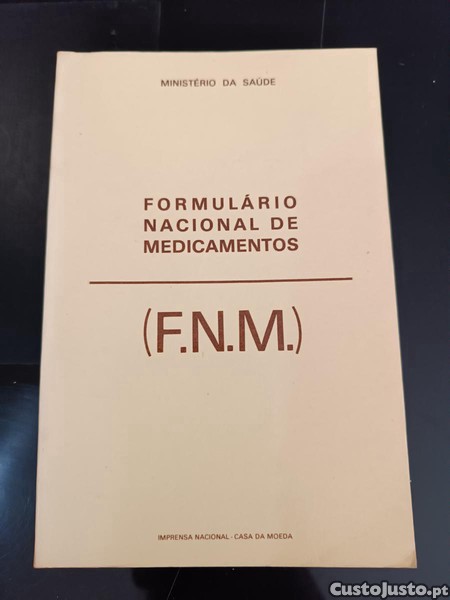 MINISTÉRIO DA SAÚDE
FORMULÁRIO
NACIONAL DE
MEDICAMENTOS
(F.N.M.)
IMPRENSA NACIONAL - CASA DA MOEDA
CustoJusto.pt